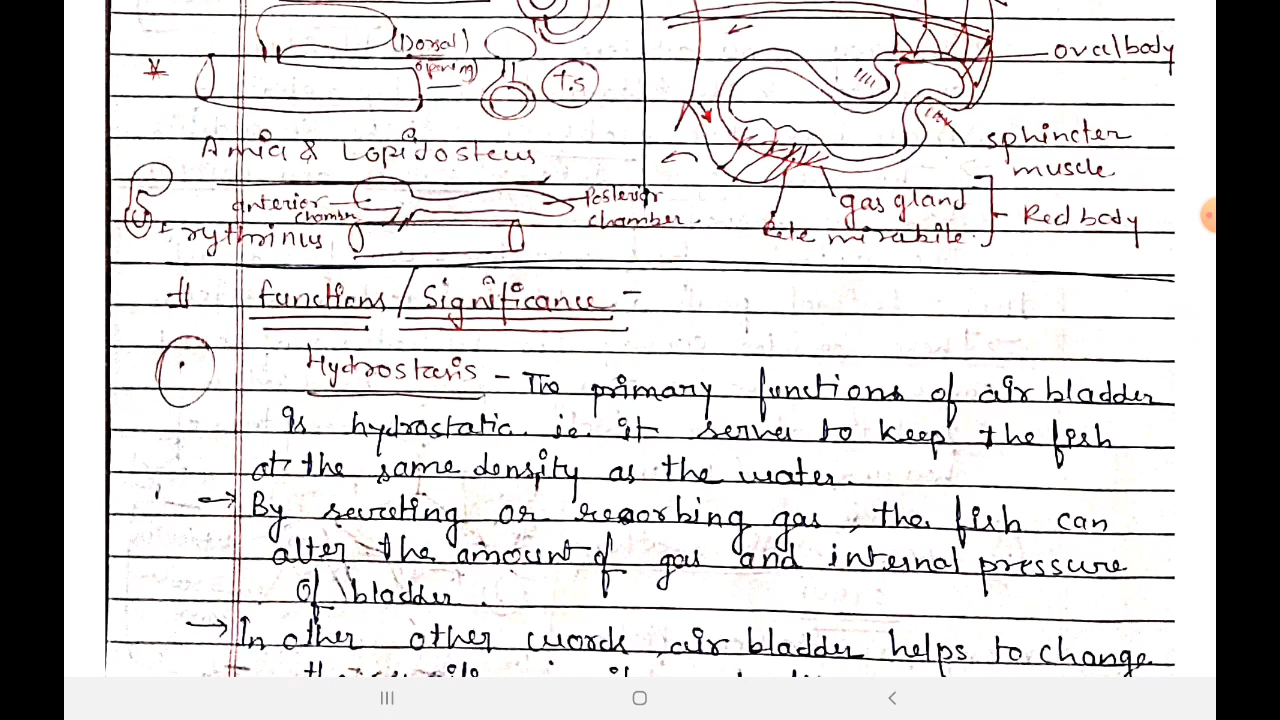 (Dorsal)
opening)
T.S
oval body
*
sphincter
muscle
Amia & Lepidosteus
gas gland
Rete mirabile
Red body
anterior
chamber
Posterior
chamber.
Erythrinus
# Functions / Significance -
Hydrostasis - The primary functions of air bladder
is hydrostatic i.e. it serves to keep the fish
at the same density as the water.
→ By secreting or reasorbing gas, the fish can
alter the amount of gas and internal pressure
of bladder.
→ In other other words, air bladder helps to change